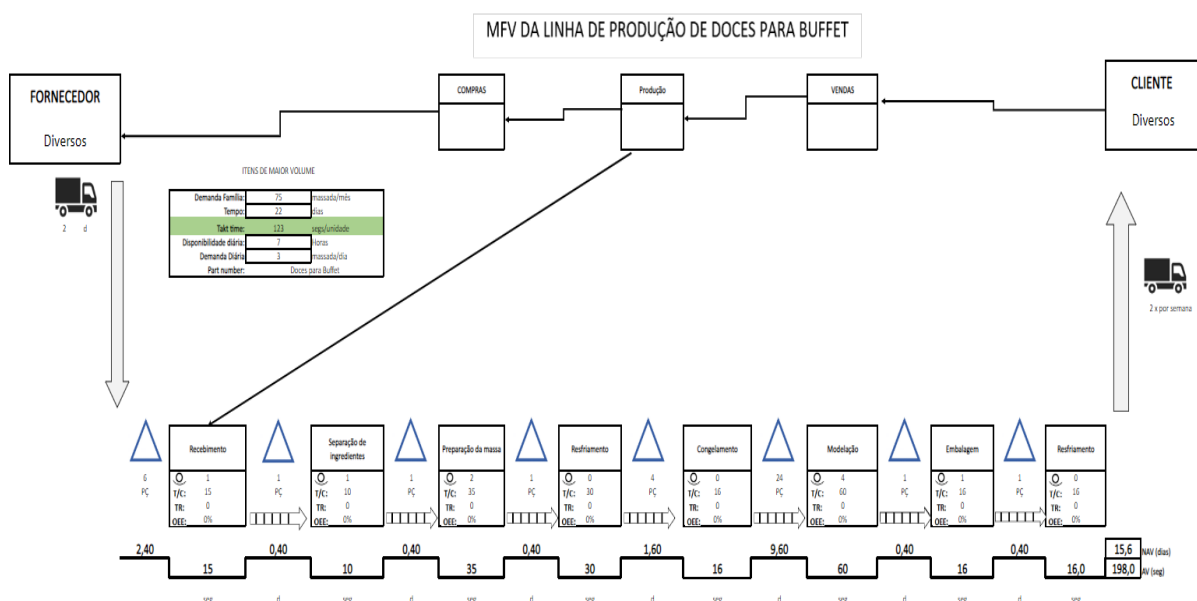 MFV DA LINHA DE PRODUÇÃO DE DOCES PARA BUFFET
FORNECEDOR
Diversos
COMPRAS
Produção
VENDAS
CLIENTE
Diversos
2 d
ITENS DE MAIOR VOLUME
Demanda Família: 75 massada/mês
Tempo: 22 dias
Takt time: 123 segs/unidade
Disponibilidade diária: 7 Horas
Demanda Diária 3 massada/dia
Part number: Doces para Buffet
2 x por semana
6
PÇ
Recebimento
1
T/C: 15
TR: 0
OEE: 0%
1
PÇ
Separação de
ingredientes
1
T/C: 10
TR: 0
OEE: 0%
1
PÇ
Preparação da massa
2
T/C: 35
TR: 0
OEE: 0%
1
PÇ
Resfriamento
0
T/C: 30
TR: 0
OEE: 0%
4
PÇ
Congelamento
0
T/C: 16
TR: 0
OEE: 0%
24
PÇ
Modelação
4
T/C: 60
TR: 0
OEE: 0%
1
PÇ
Embalagem
1
T/C: 16
TR: 0
OEE: 0%
1
PÇ
Resfriamento
0
T/C: 16
TR: 0
OEE: 0%
2,40 0,40 0,40 0,40 1,60 9,60 0,40 0,40 15,6 NAV (dias)
15 10 35 30 16 60 16 16,0 198,0 AV (seg)
seg d seg d seg d seg d seg d seg d seg d seg